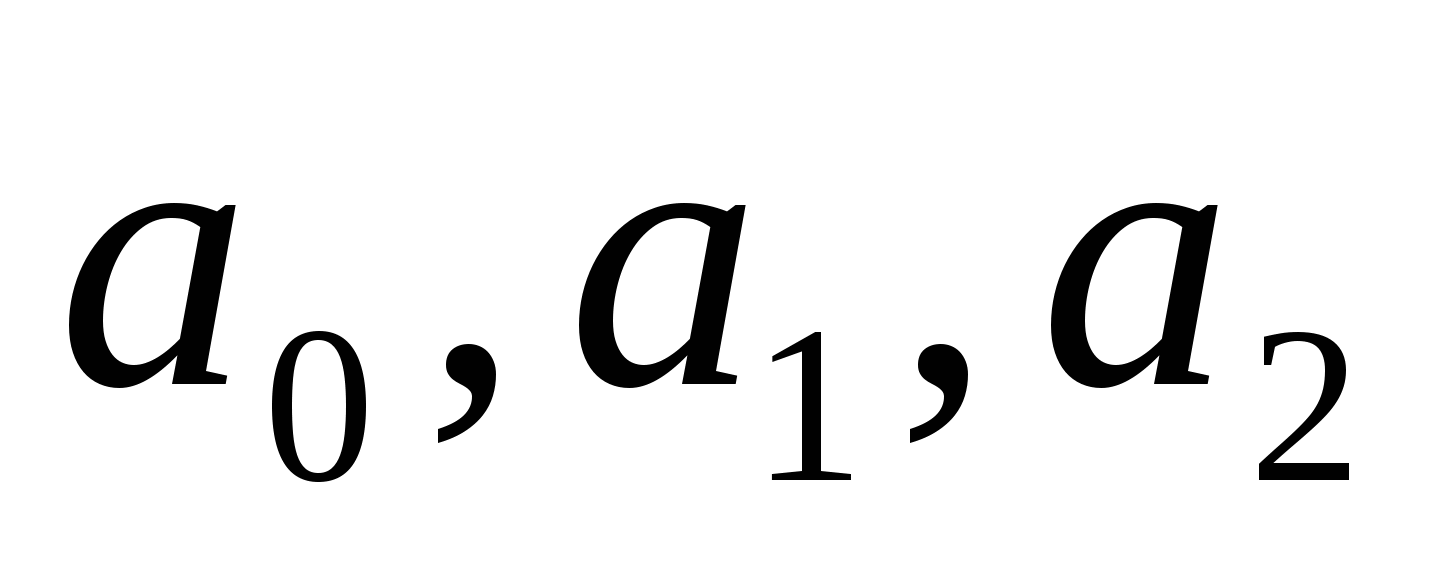 a₀, a₁, a₂